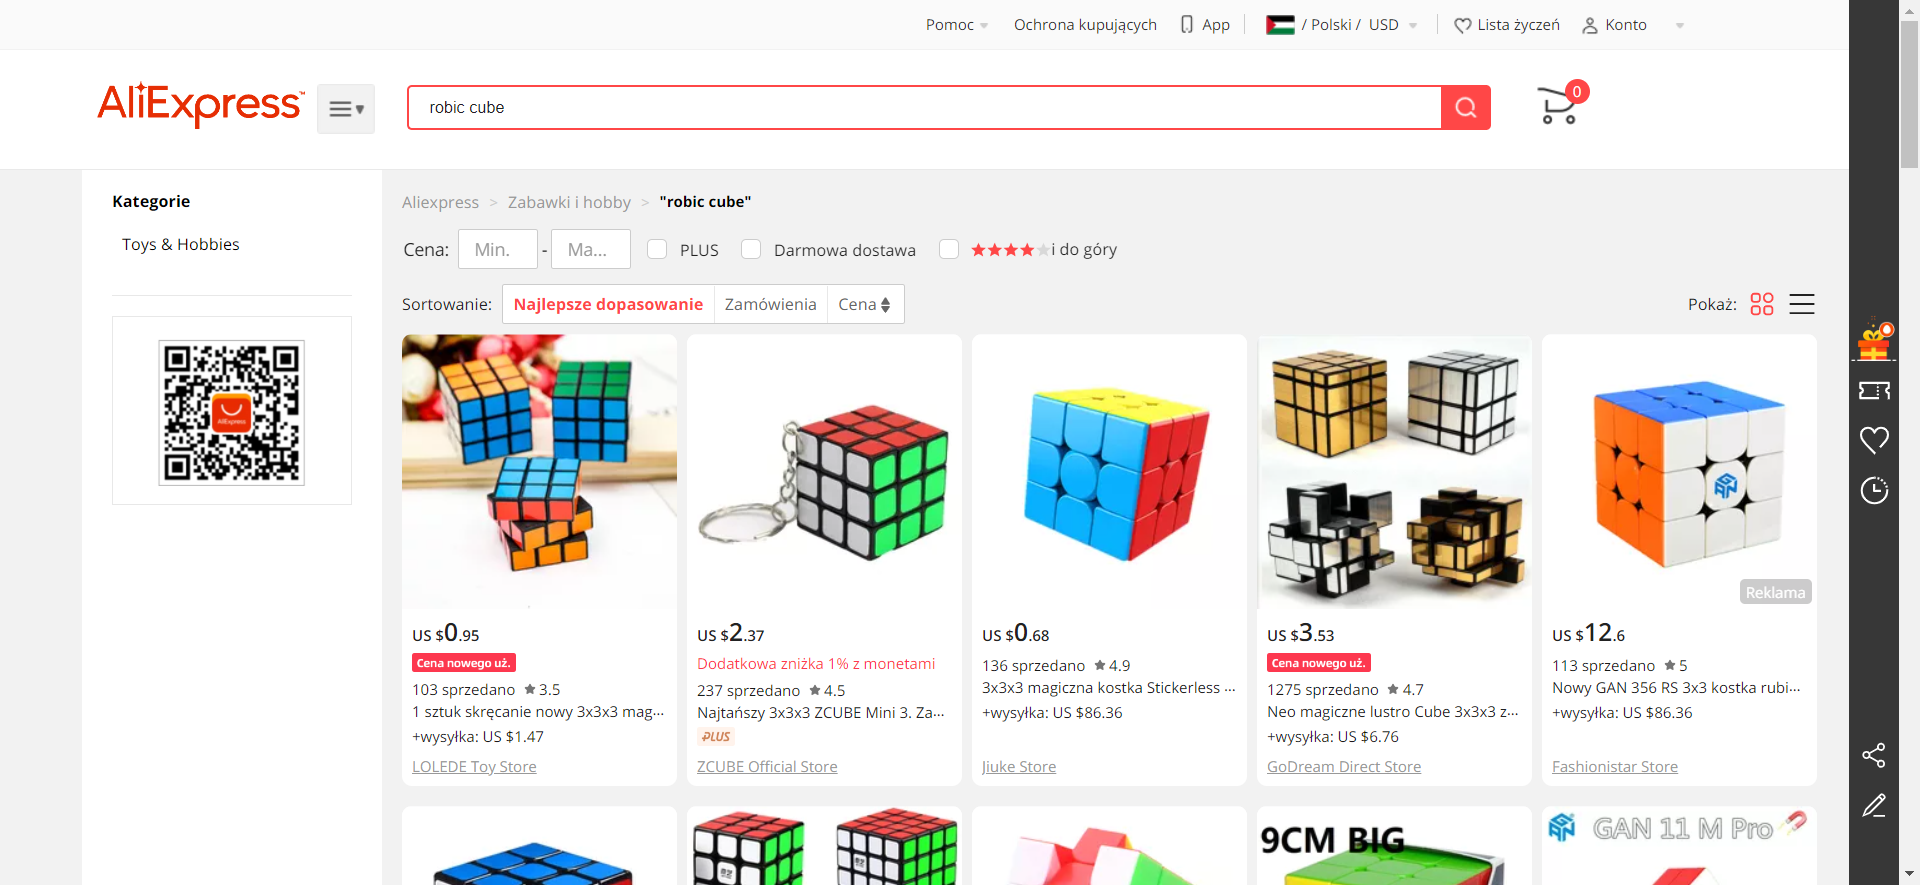 Pomoc
Ochrona kupujących
App
/ Polski / USD
Lista życzeń
Konto
AliExpress™
robic cube
0
Kategorie
Toys & Hobbies
AliExpress
Aliexpress > Zabawki i hobby > "robic cube"
Cena: Min. - Ma... PLUS Darmowa dostawa i do góry
Sortowanie: Najlepsze dopasowanie Zamówienia Cena
Pokaż:
US $0.95
Cena nowego uż.
103 sprzedano 3.5
1 sztuk skręcanie nowy 3x3x3 mag...
+wysyłka: US $1.47
LOLEDE Toy Store
US $2.37
Dodatkowa zniżka 1% z monetami
237 sprzedano 4.5
Najtańszy 3x3x3 ZCUBE Mini 3. Za...
PLUS
ZCUBE Official Store
US $0.68
136 sprzedano 4.9
3x3x3 magiczna kostka Stickerless ...
+wysyłka: US $86.36
Jiuke Store
US $3.53
Cena nowego uż.
1275 sprzedano 4.7
Neo magiczne lustro Cube 3x3x3 z...
+wysyłka: US $6.76
GoDream Direct Store
GAN
Reklama
US $12.6
113 sprzedano 5
Nowy GAN 356 RS 3x3 kostka rubi...
+wysyłka: US $86.36
Fashionistar Store
9CM BIG
GAN
GAN 11 M Pro